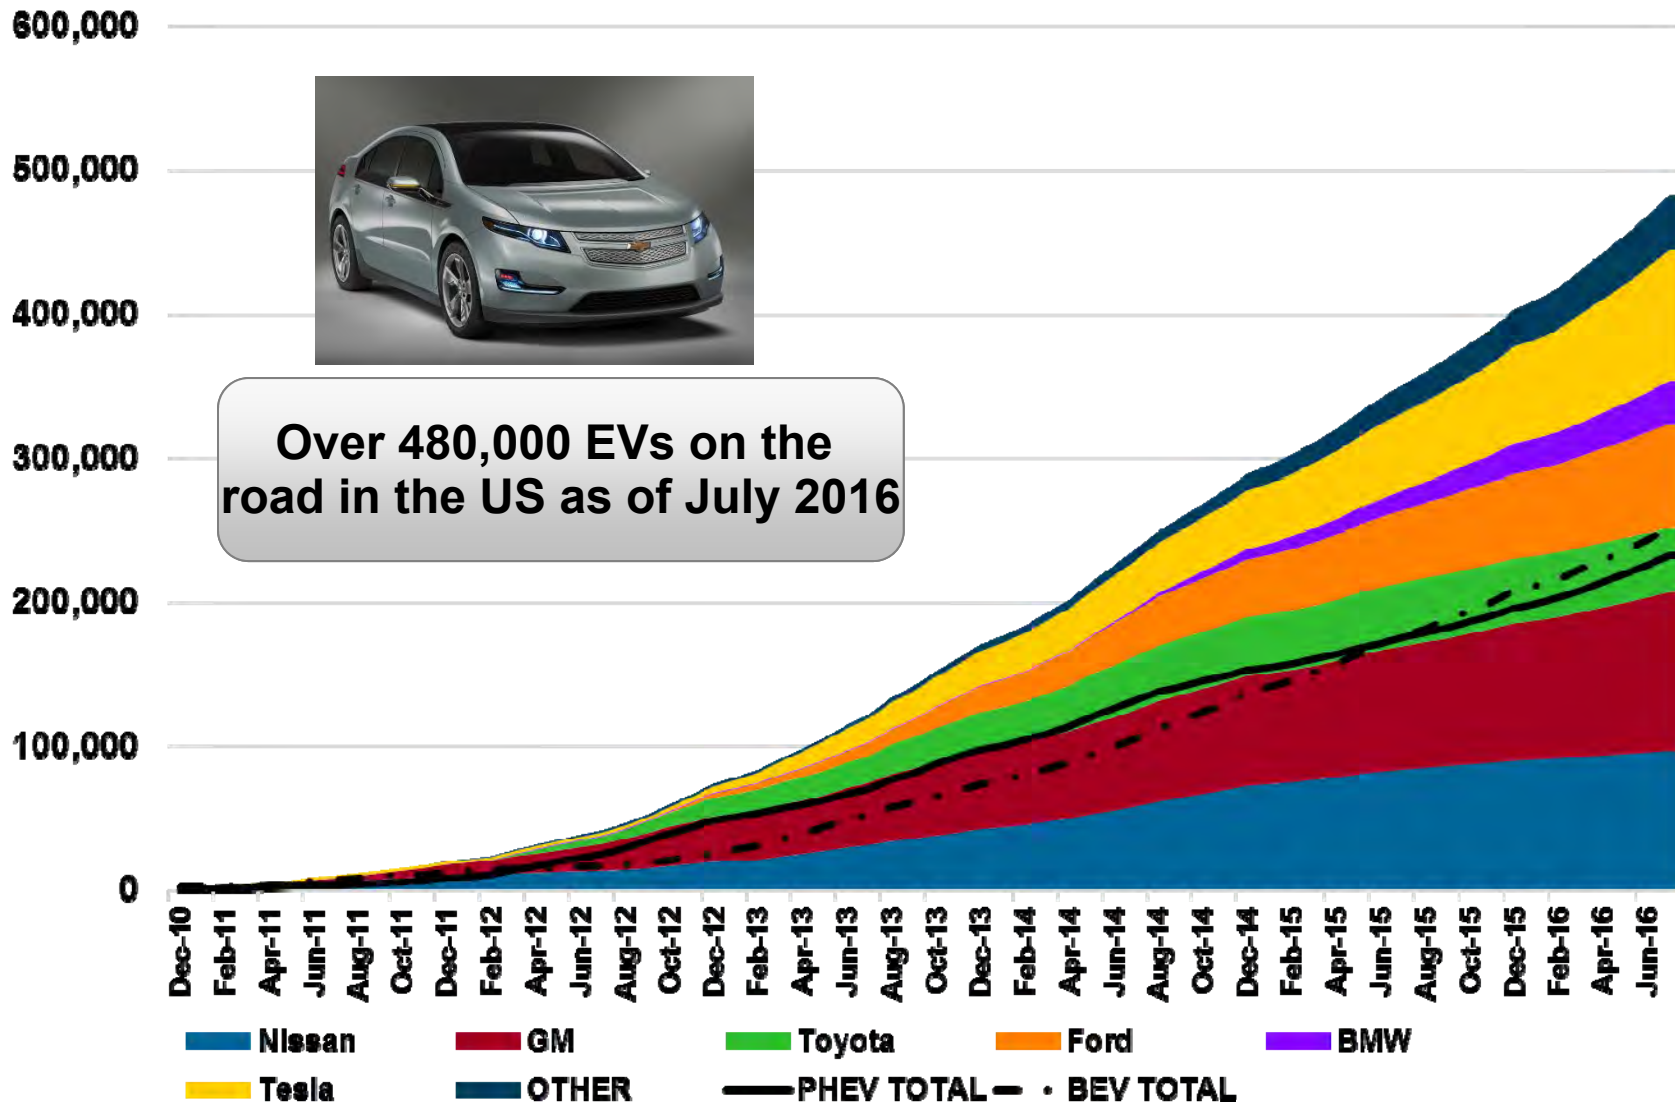 600,000
500,000
400,000
300,000
200,000
100,000
0
Over 480,000 EVs on the
road in the US as of July 2016
Dec-10
Feb-11
Apr-11
Jun-11
Aug-11
Oct-11
Dec-11
Feb-12
Apr-12
Jun-12
Aug-12
Oct-12
Dec-12
Feb-13
Apr-13
Jun-13
Aug-13
Oct-13
Dec-13
Feb-14
Apr-14
Jun-14
Aug-14
Oct-14
Dec-14
Feb-15
Apr-15
Jun-15
Aug-15
Oct-15
Dec-15
Feb-16
Apr-16
Jun-16
Nissan GM Toyota Ford BMW
Tesla OTHER PHEV TOTAL BEV TOTAL